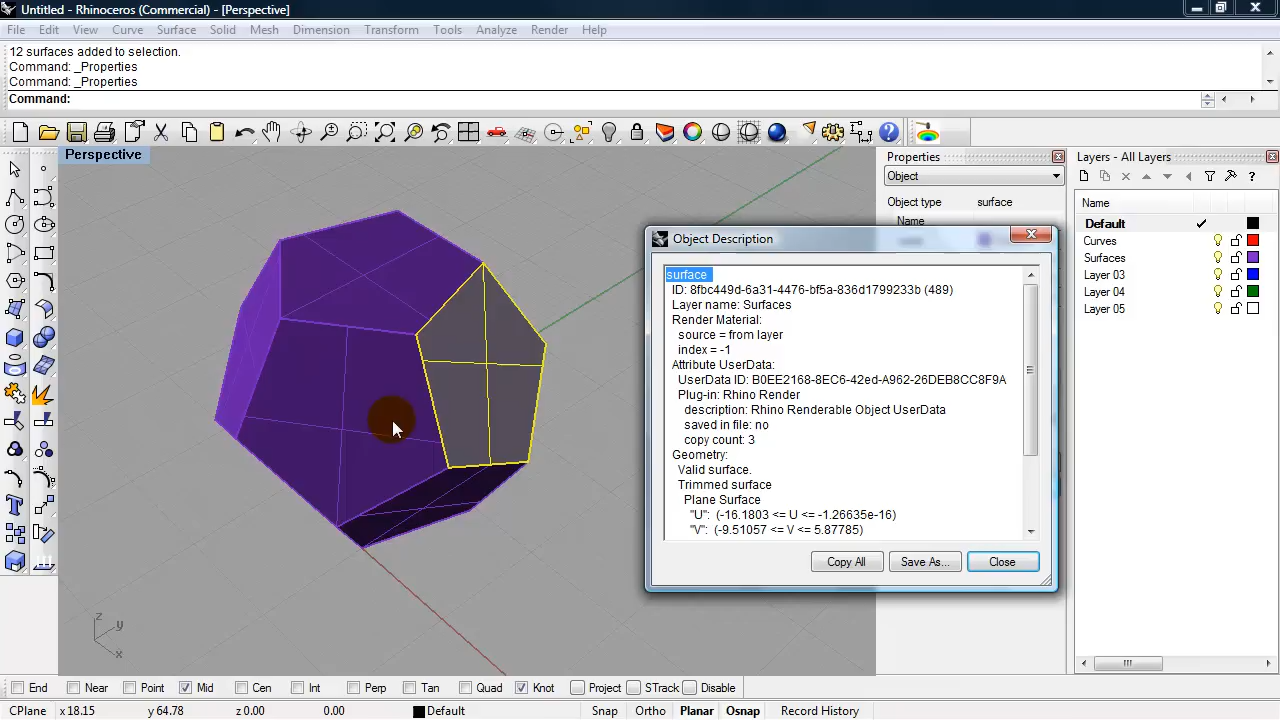 Untitled - Rhinoceros (Commercial) - [Perspective]
File Edit View Curve Surface Solid Mesh Dimension Transform Tools Analyze Render Help
12 surfaces added to selection.
Command: _Properties
Command: _Properties
Command:
Perspective
Properties
Object
Object type surface
Name
Layers - All Layers
Name
Default
Curves
Surfaces
Layer 03
Layer 04
Layer 05
Object Description
surface
ID: 8fbc449d-6a31-4476-bf5a-836d1799233b (489)
Layer name: Surfaces
Render Material:
source = from layer
index = -1
Attribute UserData:
UserData ID: B0EE2168-8EC6-42ed-A962-26DEB8CC8F9A
Plug-in: Rhino Render
description: Rhino Renderable Object UserData
saved in file: no
copy count: 3
Geometry:
Valid surface.
Trimmed surface
Plane Surface
"U": (-16.1803 <= U <= -1.26635e-16)
"V": (-9.51057 <= V <= 5.87785)
Copy All Save As... Close
z
y
x
End Near Point Mid Cen Int Perp Tan Quad Knot Project STrack Disable
CPlane x 18.15 y 64.78 z 0.00 0.00 Default Snap Ortho Planar Osnap Record History